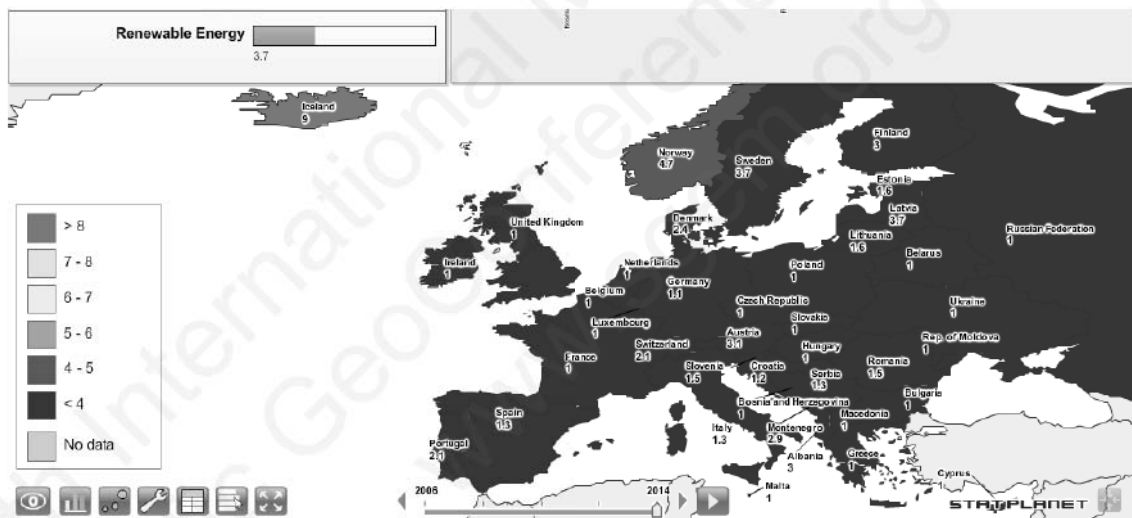 Renewable Energy
3.7
Iceland
9
Norway
4.7
Sweden
3.7
Finland
3
Estonia
1.6
Latvia
3.7
Lithuania
1.6
Russian Federation
1
Belarus
1
United Kingdom
1
Ireland
1
Denmark
2.4
Netherlands
1
Germany
1.1
Poland
1
Belgium
1
Czech Republic
1
Ukraine
1
Luxembourg
1
Slovakia
1
Switzerland
2.1
Austria
3.1
Hungary
1
Rep. of Moldova
1
France
1
Slovenia
1.5
Croatia
1.2
Serbia
1.3
Romania
1.5
Bulgaria
1
Bosnia and Herzegovina
1
Spain
1.3
Portugal
2.1
Italy
1.3
Montenegro
2.9
Macedonia
1
Albania
3
Greece
1
Malta
1
Cyprus
1
> 8
7 - 8
6 - 7
5 - 6
4 - 5
< 4
No data
2006
2014
STATPLANET
International
GeoConference